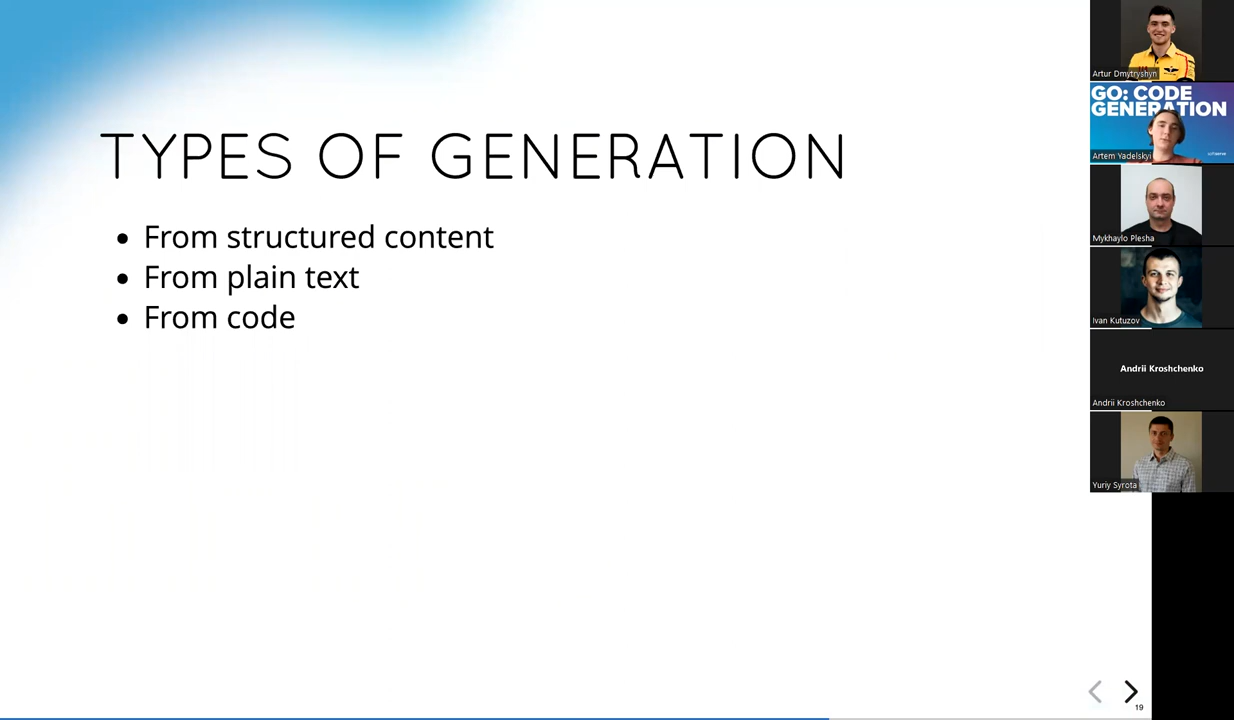 TYPES OF GENERATION
From structured content
From plain text
From code
19
Artur Dmytryshyn
GO: CODE
GENERATION
Artem Yadelskyi
Mykhaylo Plesha
Ivan Kutuzov
Andrii Kroshchenko
Andrii Kroshchenko
Yuriy Syrota